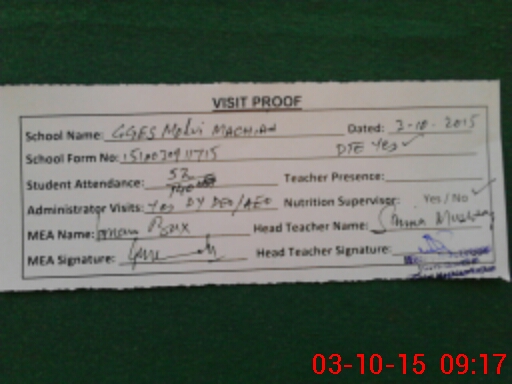 VISIT PROOF
School Name: GGES Molvi MACHIAN Dated: 3-10-2015
School Form No: DTE Yes
Student Attendance: 53 Teacher Presence:
Administrator Visits: Yes DY DEO/AEO Nutrition Supervisor: Yes / No
MEA Name: Head Teacher Name:
MEA Signature: Head Teacher Signature:
03-10-15 09:17